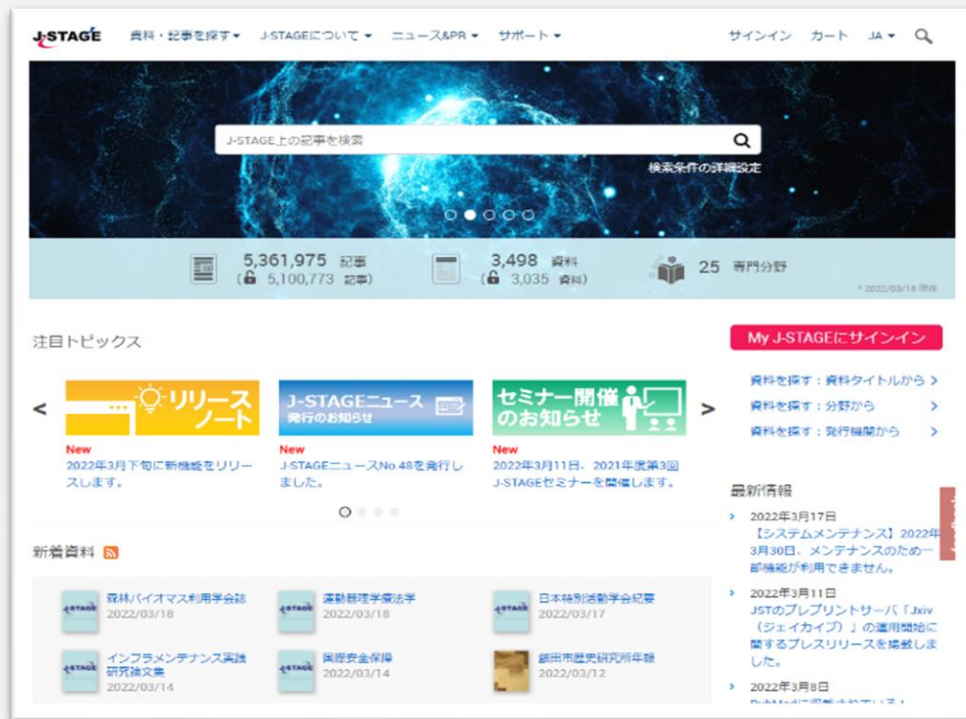 J-STAGE 資料・記事を探す▾ J-STAGEについて▾ ニュース&PR▾ サポート▾ サインイン カート JA▾
J-STAGE上の記事を検索
検索条件の詳細設定
5,361,975 記事 3,498 資料 25 専門分野
( 5,100,773 記事) ( 3,035 資料)
* 2022/03/18 現在
注目トピックス
< リリースノート J-STAGEニュース 発行のお知らせ セミナー開催のお知らせ >
New
2022年3月下旬に新機能をリリー
スします。
New
J-STAGEニュースNo.48を発行し
ました。
New
2022年3月11日、2021年度第3回
J-STAGEセミナーを開催します。
新着資料
J-STAGE 森林バイオマス利用学会誌
2022/03/18
J-STAGE 運動器理学療法学
2022/03/18
J-STAGE 日本特別活動学会紀要
2022/03/17
J-STAGE インフラメンテナンス実践
研究論文集
2022/03/14
J-STAGE 国際安全保障
2022/03/14
飯田市歴史研究所年報
2022/03/12
My J-STAGEにサインイン
資料を探す：資料タイトルから >
資料を探す：分野から >
資料を探す：発行機関から >
最新情報
› 2022年3月17日
【システムメンテナンス】2022年
3月30日、メンテナンスのため一
部機能が利用できません。
› 2022年3月11日
JSTのプレプリントサーバ「Jxiv
（ジェイカイブ）」の運用開始に
関するプレスリリースを掲載しま
した。
› 2022年3月8日